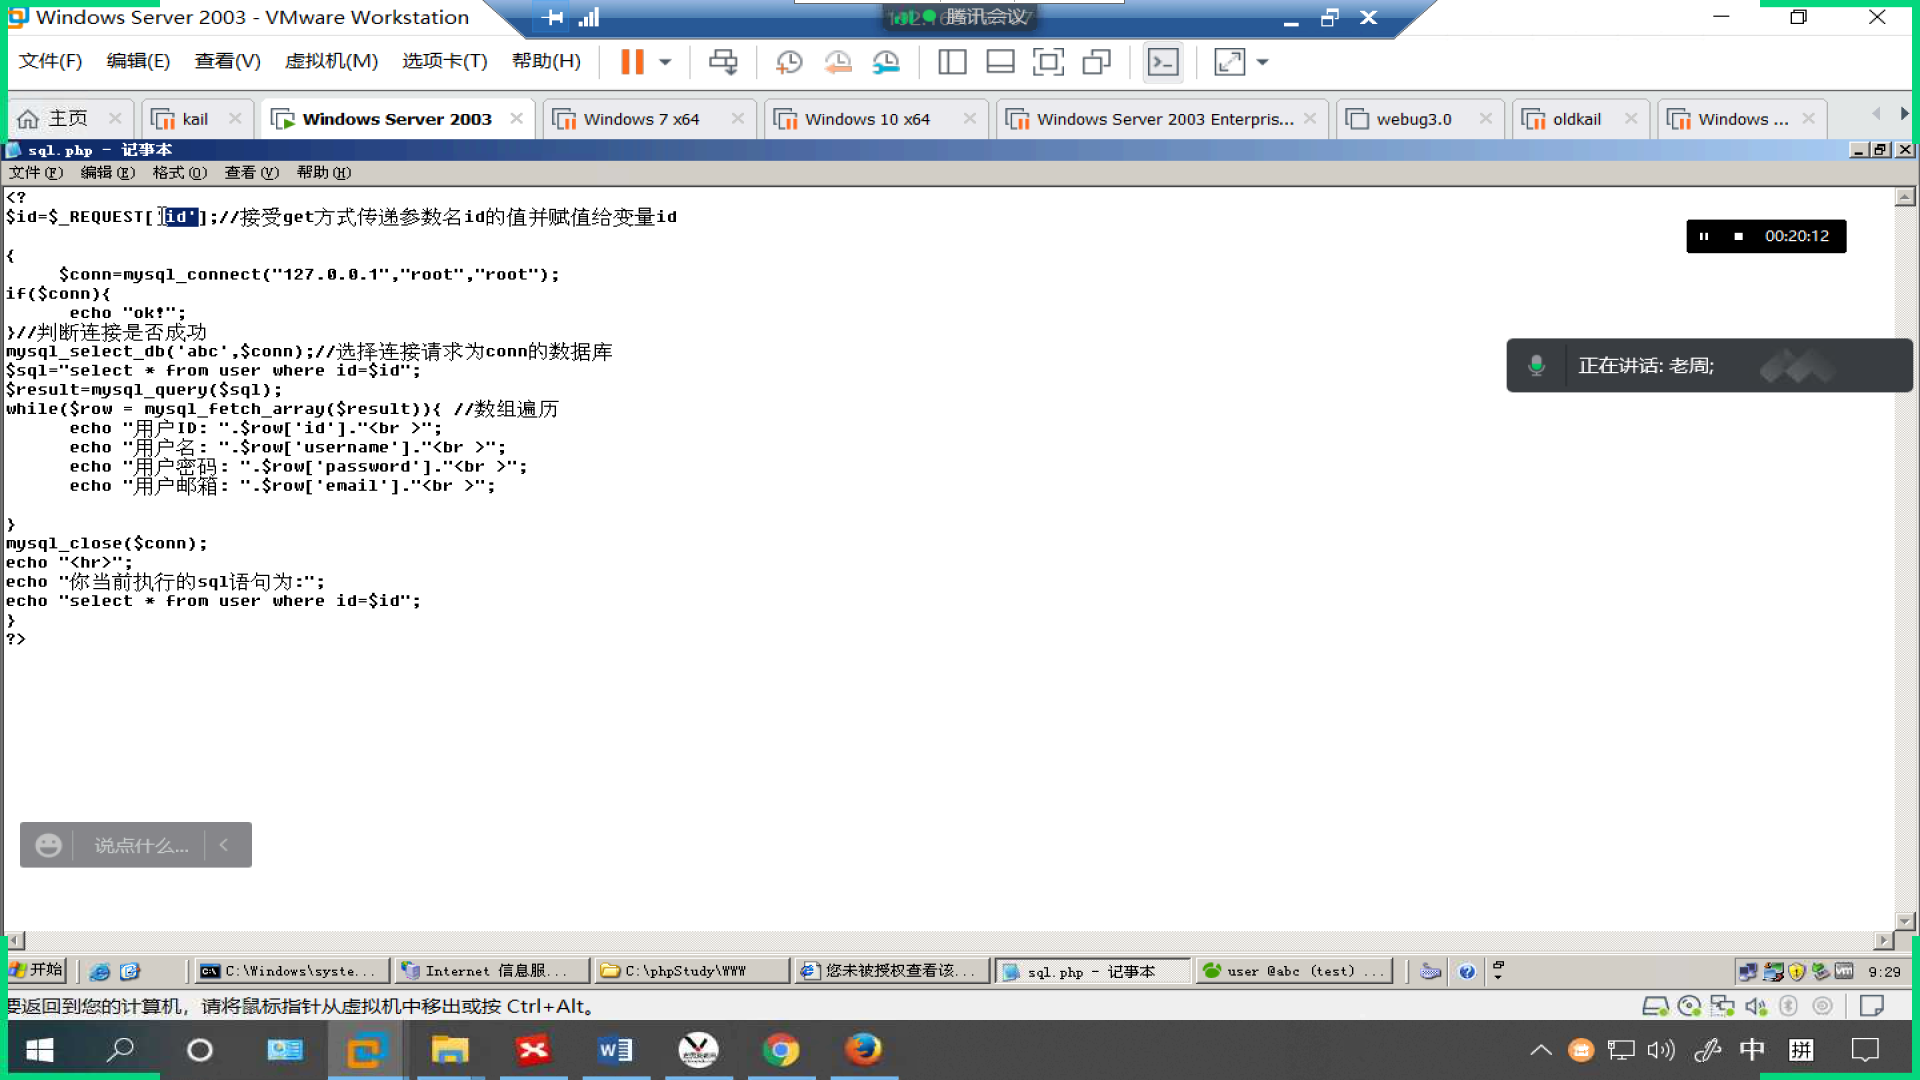 Windows Server 2003 - VMware Workstation
腾讯会议
文件(F) 编辑(E) 查看(V) 虚拟机(M) 选项卡(T) 帮助(H)
主页 kail Windows Server 2003 Windows 7 x64 Windows 10 x64 Windows Server 2003 Enterpris... webug3.0 oldkail Windows ...
sql.php - 记事本
文件(F) 编辑(E) 格式(O) 查看(V) 帮助(H)
<?
$id=$_REQUEST['id'];//接受get方式传递参数名id的值并赋值给变量id
00:20:12
{
$conn=mysql_connect("127.0.0.1","root","root");
if($conn){
echo "ok!";
}//判断连接是否成功
mysql_select_db('abc',$conn);//选择连接请求为conn的数据库
正在讲话: 老周;
$sql="select * from user where id=$id";
$result=mysql_query($sql);
while($row = mysql_fetch_array($result)){ //数组遍历
echo "用户ID: ".$row['id']."<br >";
echo "用户名: ".$row['username']."<br >";
echo "用户密码: ".$row['password']."<br >";
echo "用户邮箱: ".$row['email']."<br >";
}
mysql_close($conn);
echo "<hr>";
echo "你当前执行的sql语句为:";
echo "select * from user where id=$id";
}
?>
说点什么...
开始 C:\Windows\syste... Internet 信息服... C:\phpStudy\WWW 您未被授权查看该... sql.php - 记事本 user @abc (test) ... 9:29
要返回到您的计算机，请将鼠标指针从虚拟机中移出或按 Ctrl+Alt。
中 拼